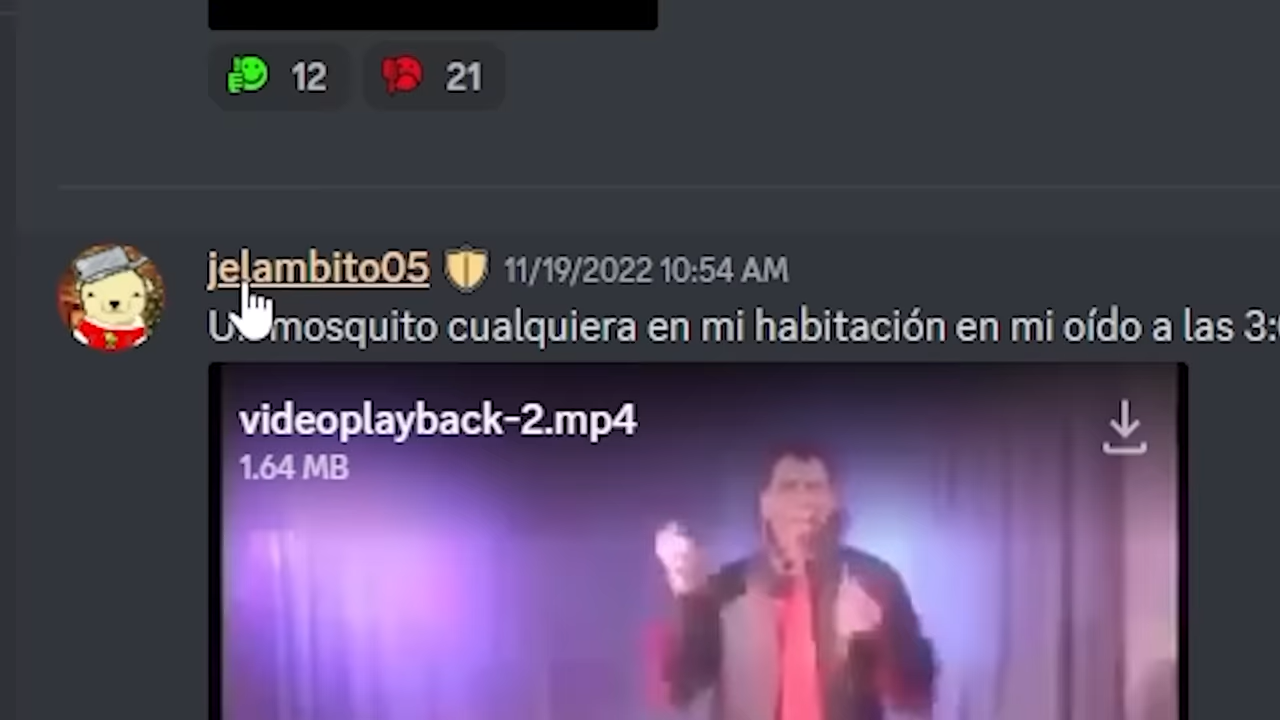 12 21
jelambito05 11/19/2022 10:54 AM
mosquito cualquiera en mi habitación en mi oído a las
videoplayback-2.mp4
1.64 MB